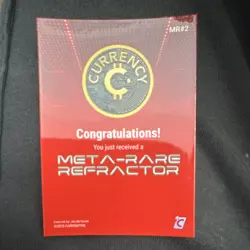 MR#2
CURRENCY
Congratulations!
You just received a
META-RARE
REFRACTOR